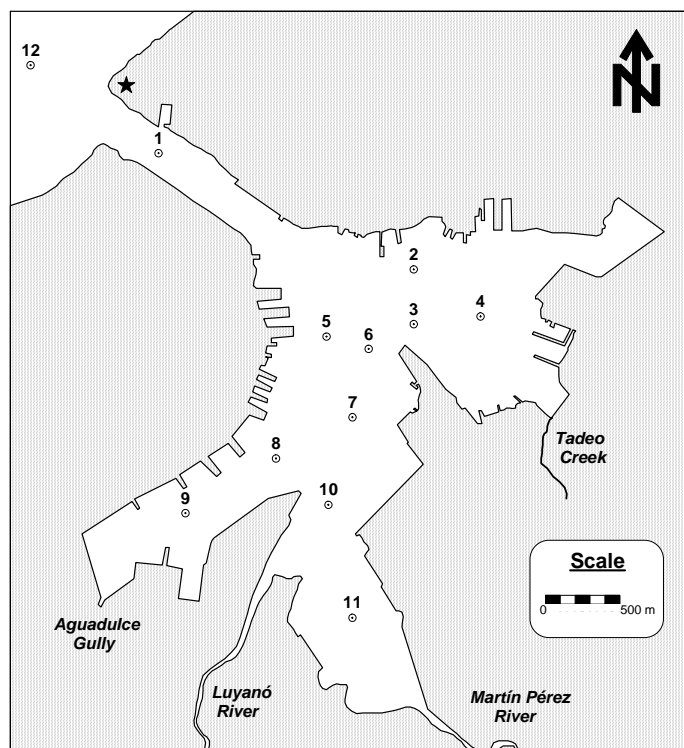 12
N
1
2
4
3
5
6
7
Tadeo
Creek
8
10
9
Scale
0 500 m
11
Aguadulce
Gully
Luyanó
River
Martín Pérez
River